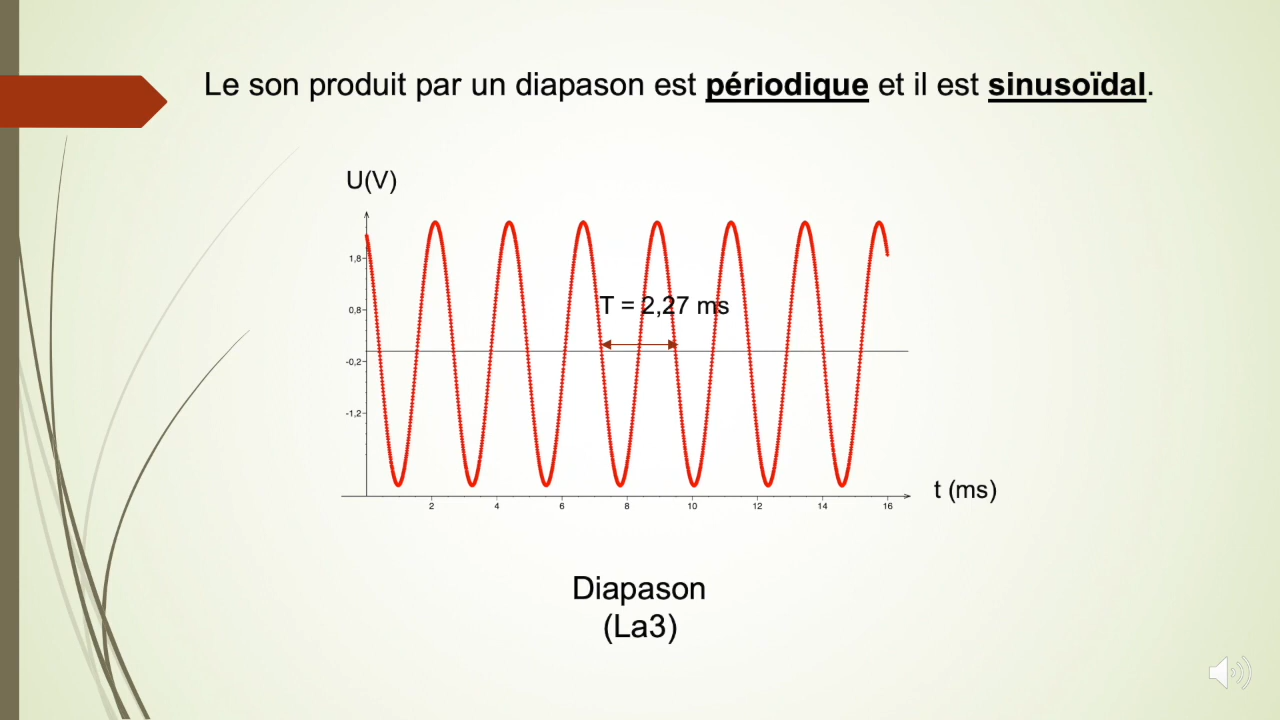 Le son produit par un diapason est périodique et il est sinusoïdal.
U(V)
1,8
0,8
T = 2,27 ms
-0,2
-1,2
t (ms)
2 4 6 8 10 12 14 16
Diapason
(La3)